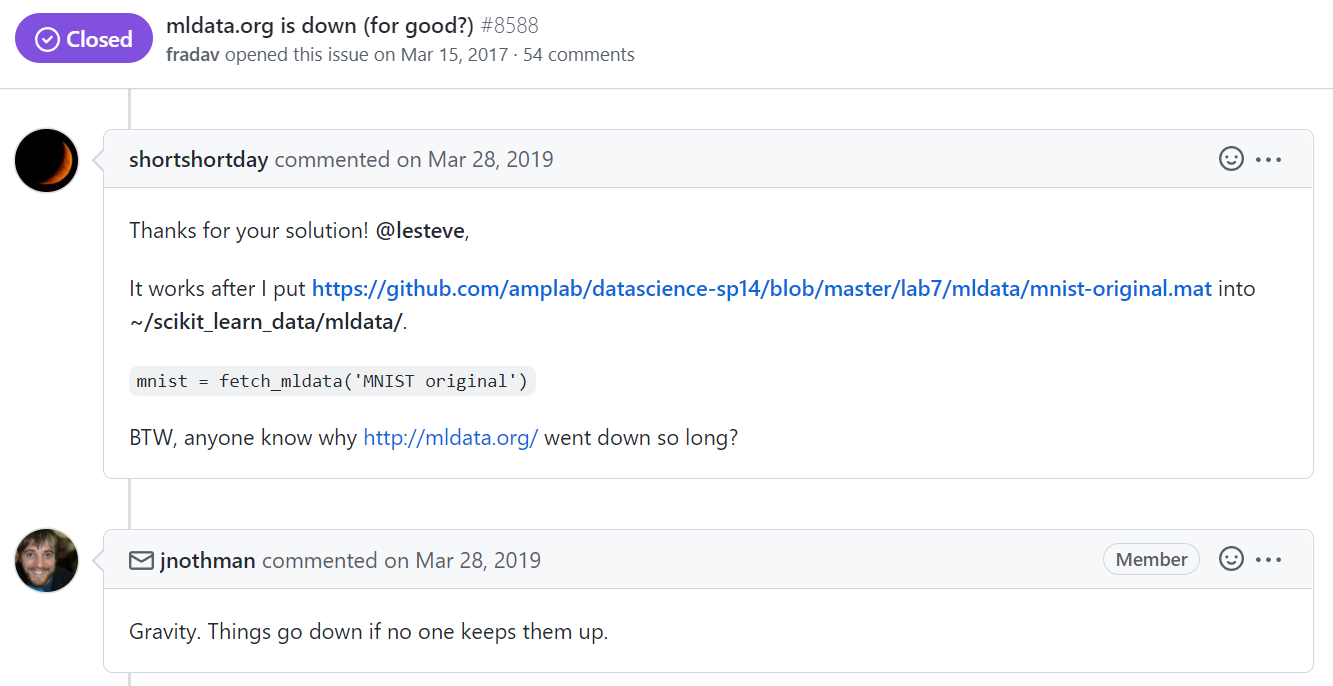 Closed
mldata.org is down (for good?) #8588
fradav opened this issue on Mar 15, 2017 · 54 comments
shortshortday commented on Mar 28, 2019
Thanks for your solution! @lesteve,
It works after I put https://github.com/amplab/datascience-sp14/blob/master/lab7/mldata/mnist-original.mat into
~/scikit_learn_data/mldata/.
mnist = fetch_mldata('MNIST original')
BTW, anyone know why http://mldata.org/ went down so long?
jnothman commented on Mar 28, 2019
Member
Gravity. Things go down if no one keeps them up.